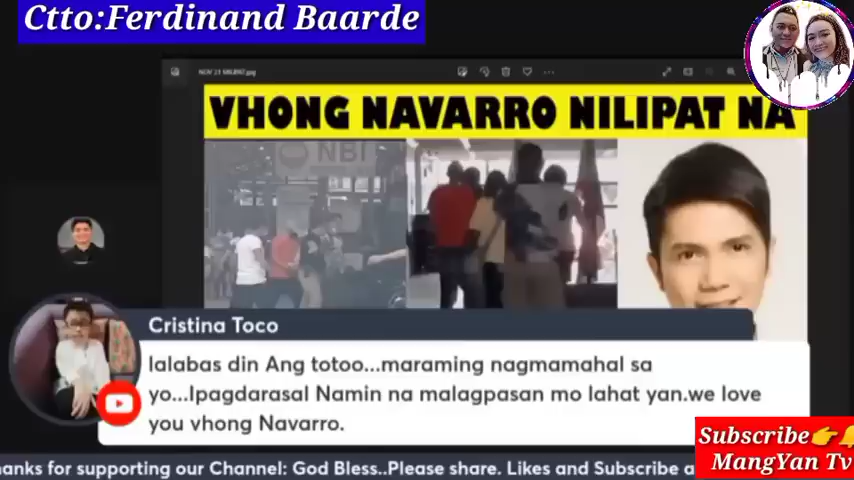 Ctto:Ferdinand Baarde
VHONG NAVARRO NILIPAT NA
NBI
Cristina Toco
lalabas din Ang totoo...maraming nagmamahal sa
yo...Ipagdarasal Namin na malagpasan mo lahat yan.we love
you vhong Navarro.
Subscribe
MangYan Tv
hanks for supporting our Channel: God Bless..Please share. Likes and Subscribe a